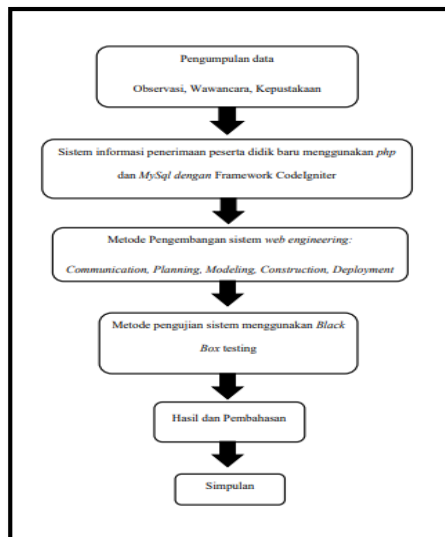 Pengumpulan data
Observasi, Wawancara, Kepustakaan
Sistem informasi penerimaan peserta didik baru menggunakan php
dan MySql dengan Framework CodeIgniter
Metode Pengembangan sistem web engineering:
Communication, Planning, Modeling, Construction, Deployment
Metode pengujian sistem menggunakan Black
Box testing
Hasil dan Pembahasan
Simpulan